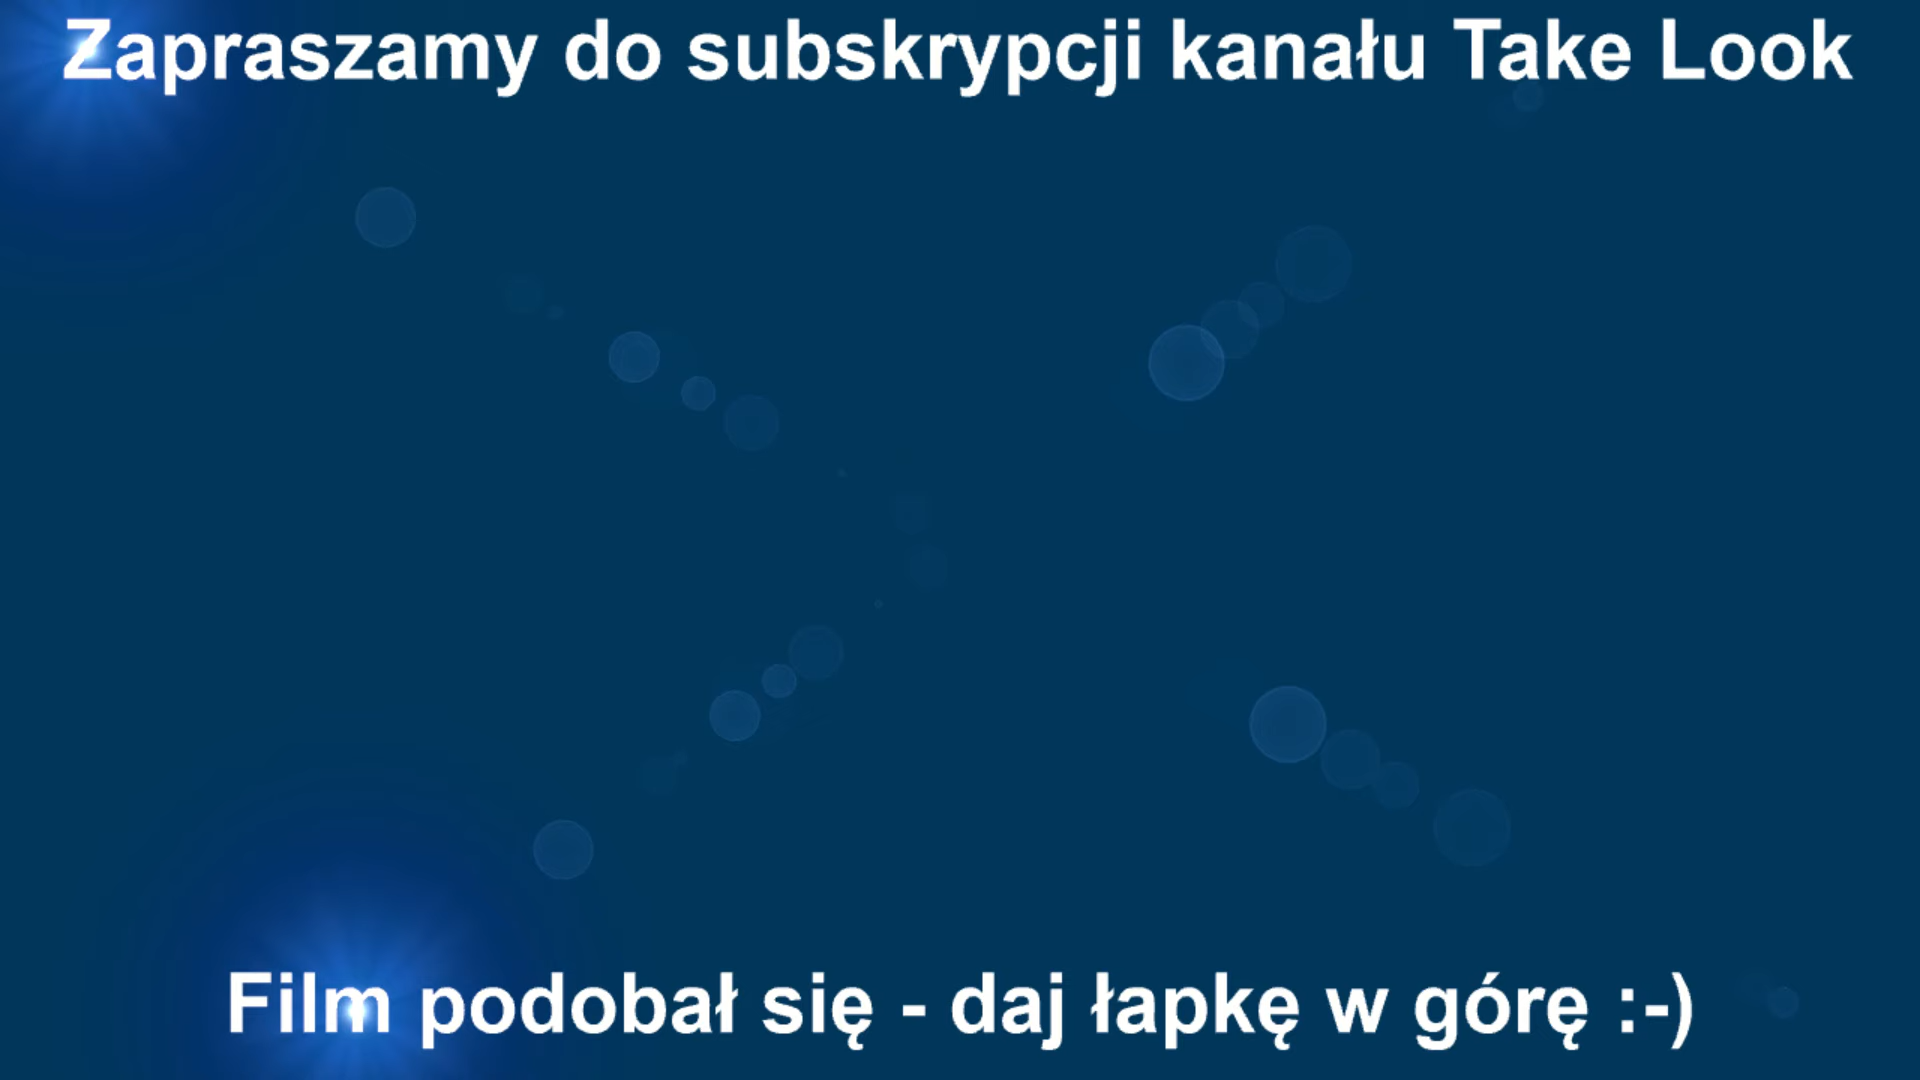 Zapraszamy do subskrypcji kanału Take Look
Film podobał się - daj łapkę w górę :-)